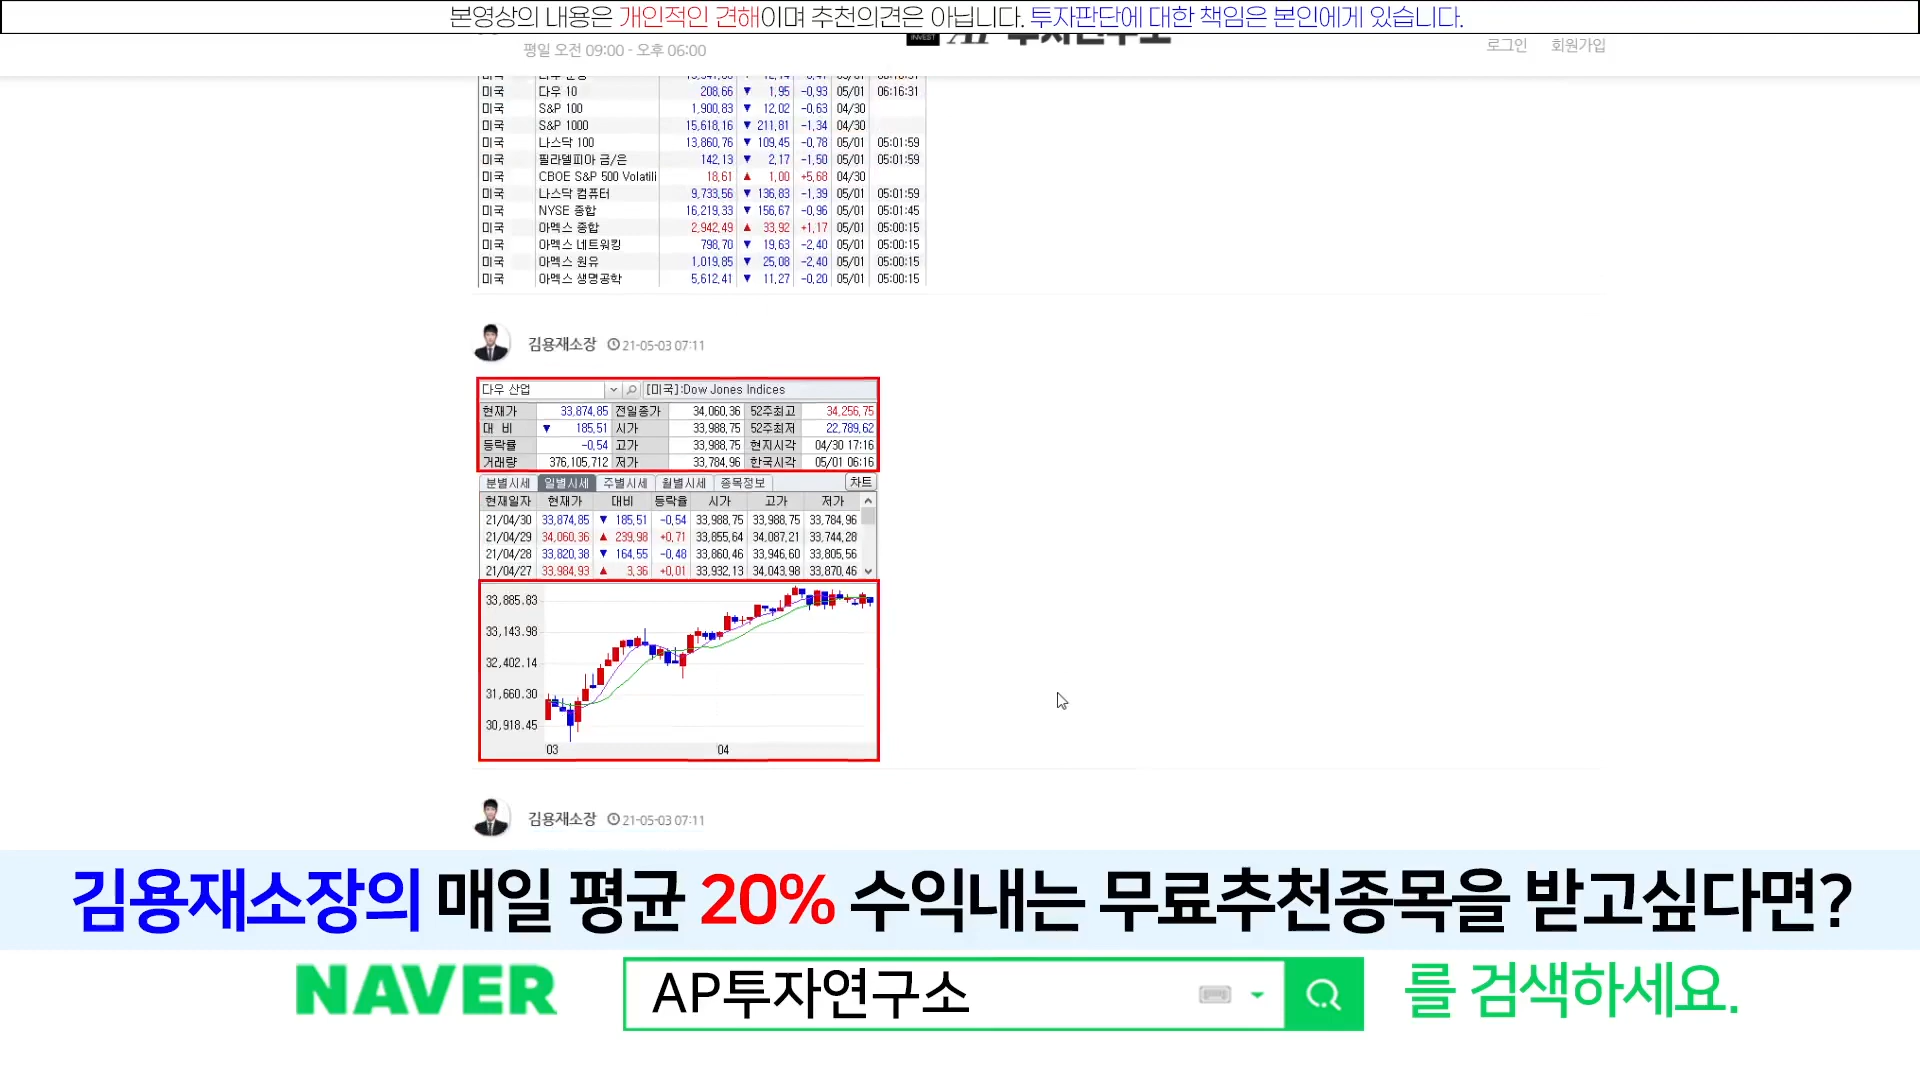 본영상의 내용은 개인적인 견해이며 추천의견은 아닙니다. 투자판단에 대한 책임은 본인에게 있습니다.
평일 오전 09:00 - 오후 06:00
INVEST AP 투자연구소
로그인 회원가입
미국 다우 10 208,66 ▼ 1,95 -0,93 05/01 06:16:31
미국 S&P 100 1,900,83 ▼ 12,02 -0,63 04/30
미국 S&P 1000 15,618,16 ▼ 211,81 -1,34 04/30
미국 나스닥 100 13,860,76 ▼ 109,45 -0,78 05/01 05:01:59
미국 필라델피아 금/은 142,13 ▼ 2,17 -1,50 05/01 05:01:59
미국 CBOE S&P 500 Volatili 18,61 ▲ 1,00 +5,68 04/30
미국 나스닥 컴퓨터 9,733,56 ▼ 136,83 -1,39 05/01 05:01:59
미국 NYSE 종합 16,219,33 ▼ 156,67 -0,96 05/01 05:01:45
미국 아멕스 종합 2,942,49 ▲ 33,92 +1,17 05/01 05:00:15
미국 아멕스 네트워킹 798,70 ▼ 19,63 -2,40 05/01 05:00:15
미국 아멕스 원유 1,019,85 ▼ 25,08 -2,40 05/01 05:00:15
미국 아멕스 생명공학 5,612,41 ▼ 11,27 -0,20 05/01 05:00:15
김용재소장 21-05-03 07:11
다우 산업 [미국]:Dow Jones Indices
현재가 33,874,85 전일종가 34,060,36 52주최고 34,256,75
대 비 ▼ 185,51 시가 33,988,75 52주최저 22,789,62
등락률 -0,54 고가 33,988,75 현지시각 04/30 17:16
거래량 376,105,712 저가 33,784,96 한국시각 05/01 06:16
분별시세 일별시세 주별시세 월별시세 종목정보 차트
현재일자 현재가 대비 등락율 시가 고가 저가
21/04/30 33,874,85 ▼ 185,51 -0,54 33,988,75 33,988,75 33,784,96
21/04/29 34,060,36 ▲ 239,98 +0,71 33,855,64 34,087,21 33,744,28
21/04/28 33,820,38 ▼ 164,55 -0,48 33,860,46 33,946,60 33,805,56
21/04/27 33,984,93 ▲ 3,36 +0,01 33,932,13 34,043,98 33,870,46
33,885.83
33,143.98
32,402.14
31,660.30
30,918.45
03 04
김용재소장 21-05-03 07:11
김용재소장의 매일 평균 20% 수익내는 무료추천종목을 받고싶다면?
NAVER AP투자연구소 를 검색하세요.